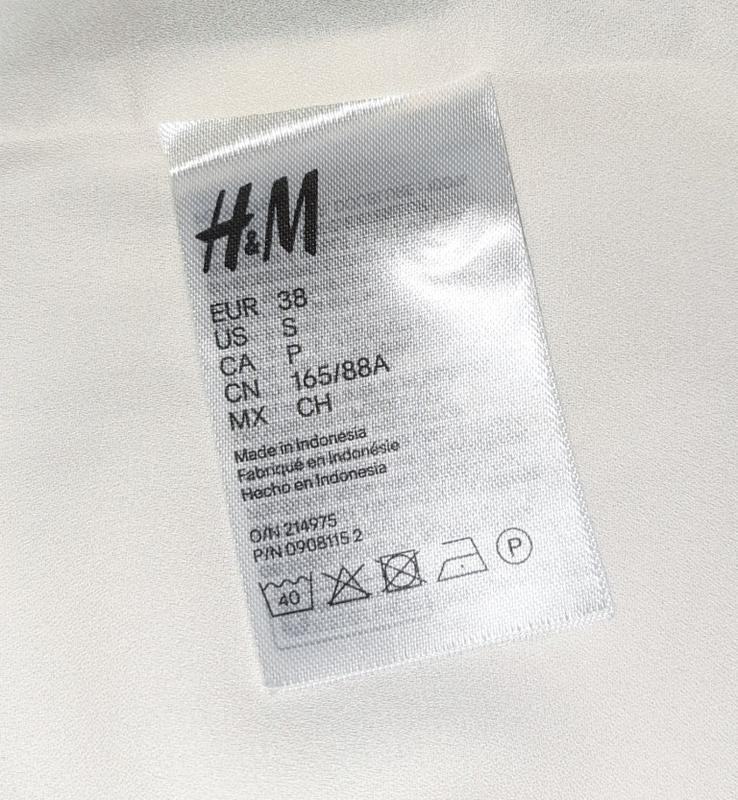 H&M
EUR 38
US S
CA P
CN 165/88A
MX CH
Made in Indonesia
Fabriqué en Indonésie
Hecho en Indonesia
O/N 214975
P/N 0908115 2
40
P